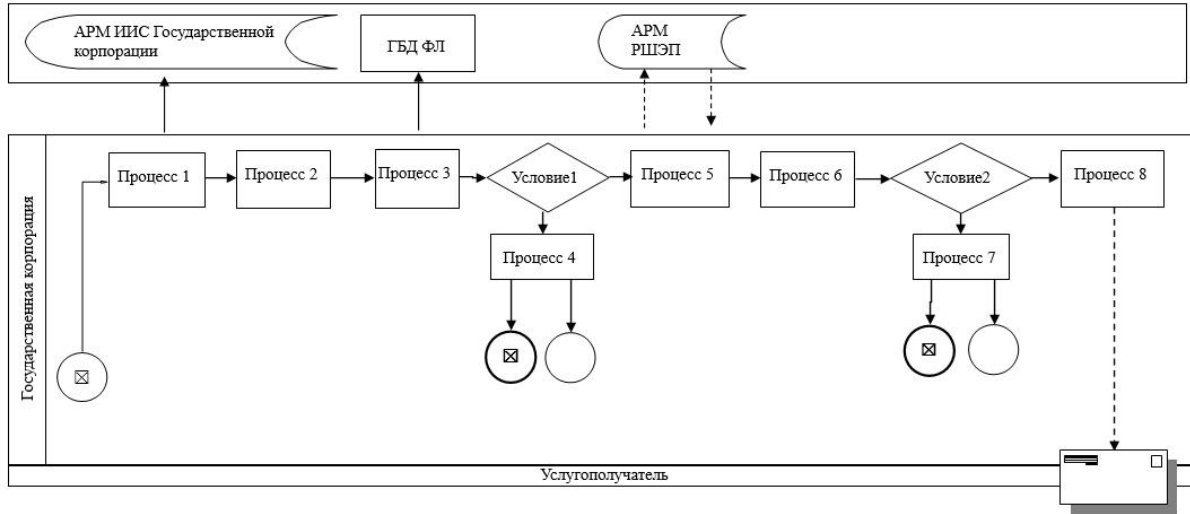 АРМ ИИС Государственной
корпорации
ГБД ФЛ
АРМ
РШЭП
Государственная корпорация
Процесс 1
Процесс 2
Процесс 3
Условие1
Процесс 5
Процесс 6
Условие2
Процесс 8
Процесс 4
Процесс 7
Услугополучатель